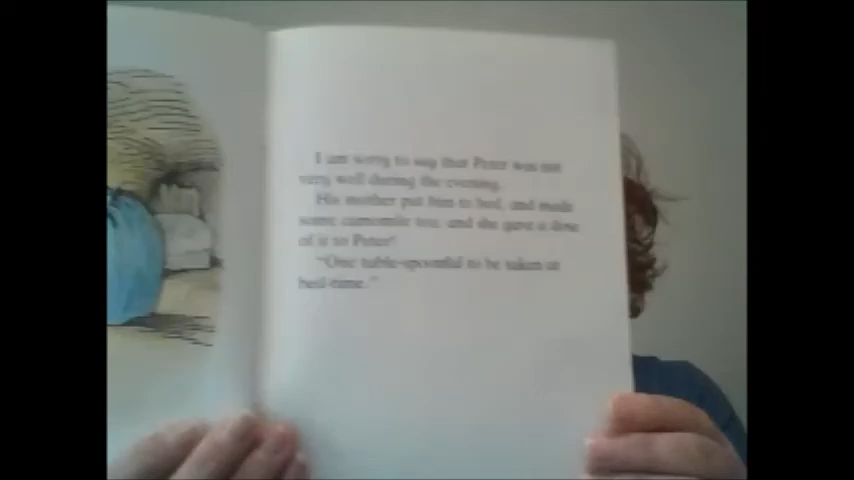 I am sorry to say that Peter was not
very well during the evening.
His mother put him to bed, and made
some camomile tea; and she gave a dose
of it to Peter!
"One table-spoonful to be taken at
bed-time."